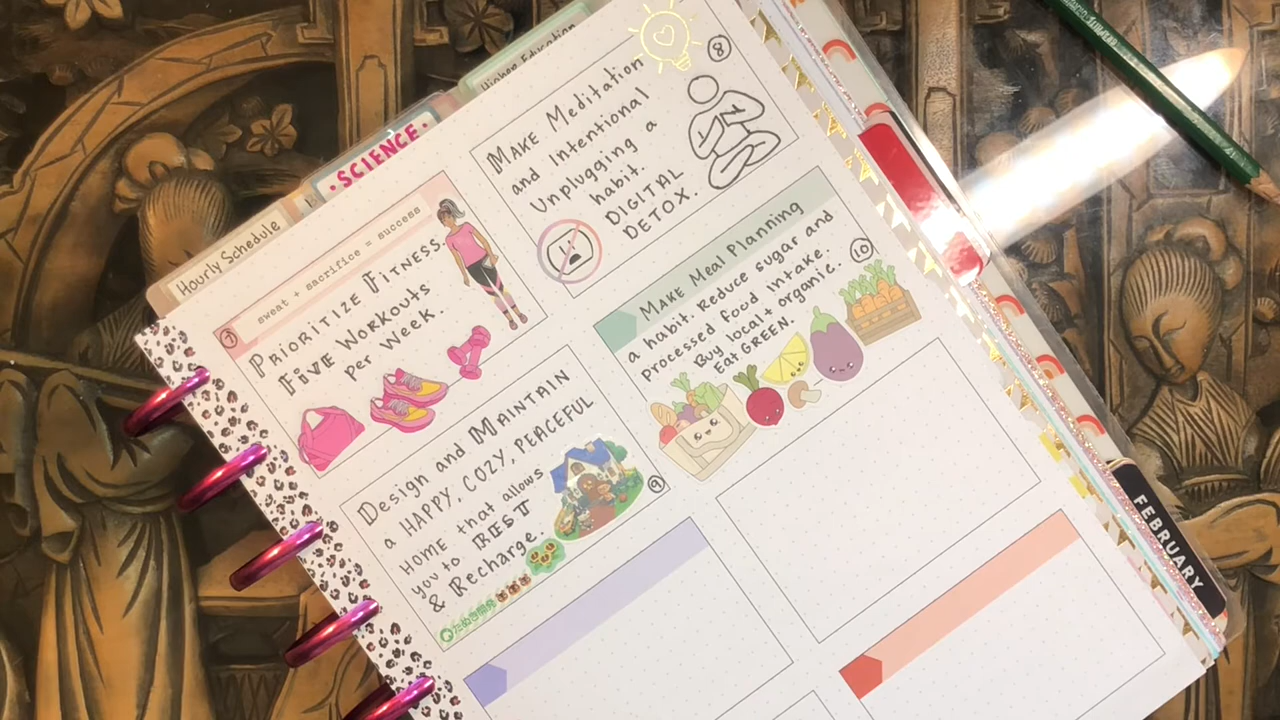 Higher Education
SCIENCE
Hourly Schedule
7
sweat + sacrifice = success
PRIORITIZE FITNESS.
FIVE WORKOUTS
per Week.
8
MAKE Meditation
and Intentional
Unplugging a
habit.
DIGITAL
DETOX.
9
Design and MAINTAIN
a HAPPY, COZY, PEACEFUL
HOME that allows
you to REST
& Recharge.
10
MAKE Meal Planning
a habit. Reduce sugar and
processed food intake.
Buy local + organic.
Eat GREEN.
FEBRUARY